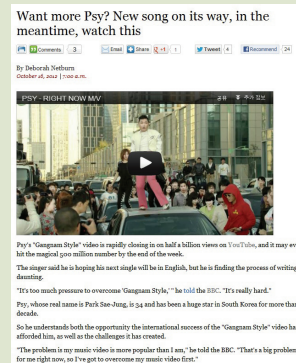 Want more Psy? New song on its way, in the
meantime, watch this
Comments 3 Email Share +1 1 Tweet 4 Recommend 24
By Deborah Netburn
October 16, 2012 | 7:00 a.m.
PSY - RIGHT NOW M/V
Psy's "Gangnam Style" video is rapidly closing in on half a billion views on YouTube, and it may ev
hit the magical 500 million number by the end of the week.
The singer said he is hoping his next single will be in English, but he is finding the process of writing
daunting.
"It's too much pressure to overcome 'Gangnam Style,' " he told the BBC. "It's really hard."
Psy, whose real name is Park Sae-Jung, is 34 and has been a huge star in South Korea for more than
decade.
So he understands both the opportunity the international success of the "Gangnam Style" video ha
afforded him, as well as the challenges it has created.
"The problem is my music video is more popular than I am," he told the BBC. "That's a big problem
for me right now, so I've got to overcome my music video first."